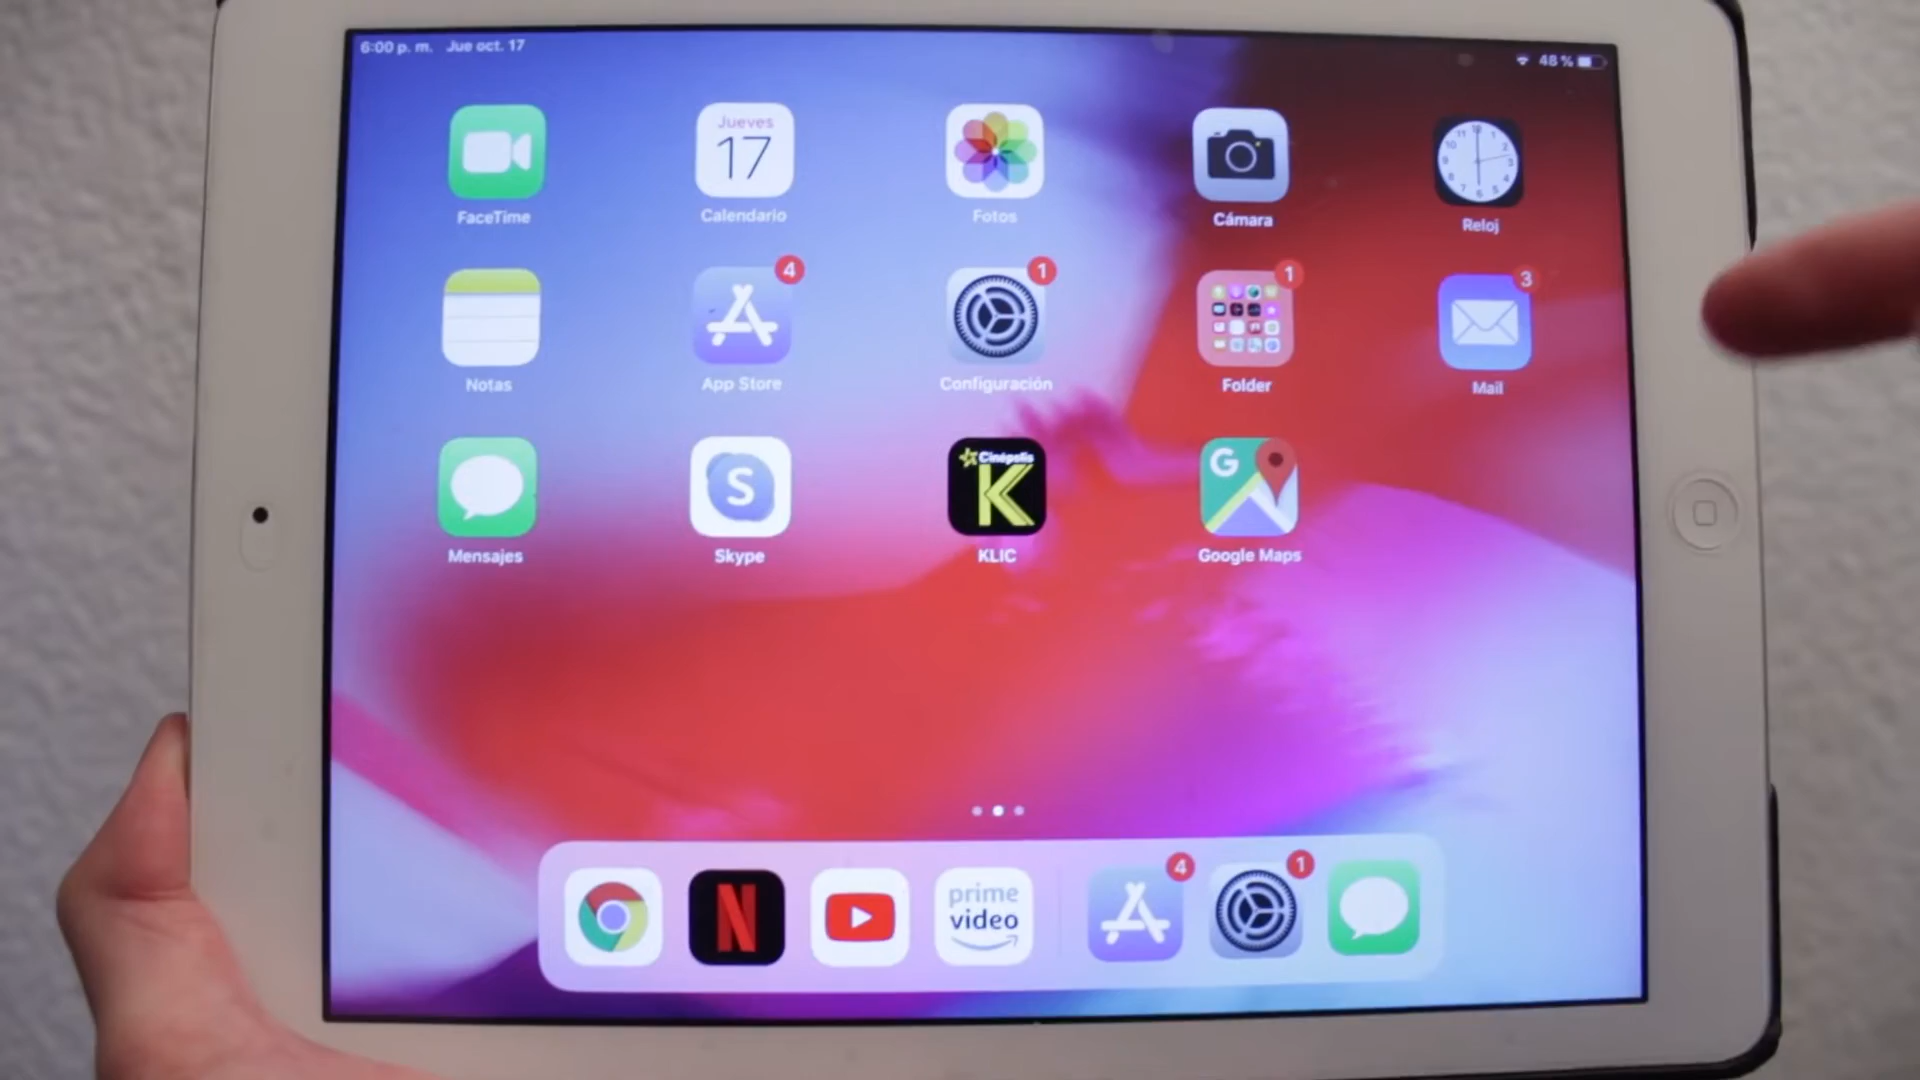 6:00 p. m. Jue oct. 17
48 %
Jueves
17
FaceTime
Calendario
Fotos
Cámara
Reloj
4
1
1
3
Notas
App Store
Configuración
Folder
Mail
S
Cinépolis
K
G
Mensajes
Skype
KLIC
Google Maps
4
1
N
prime
video